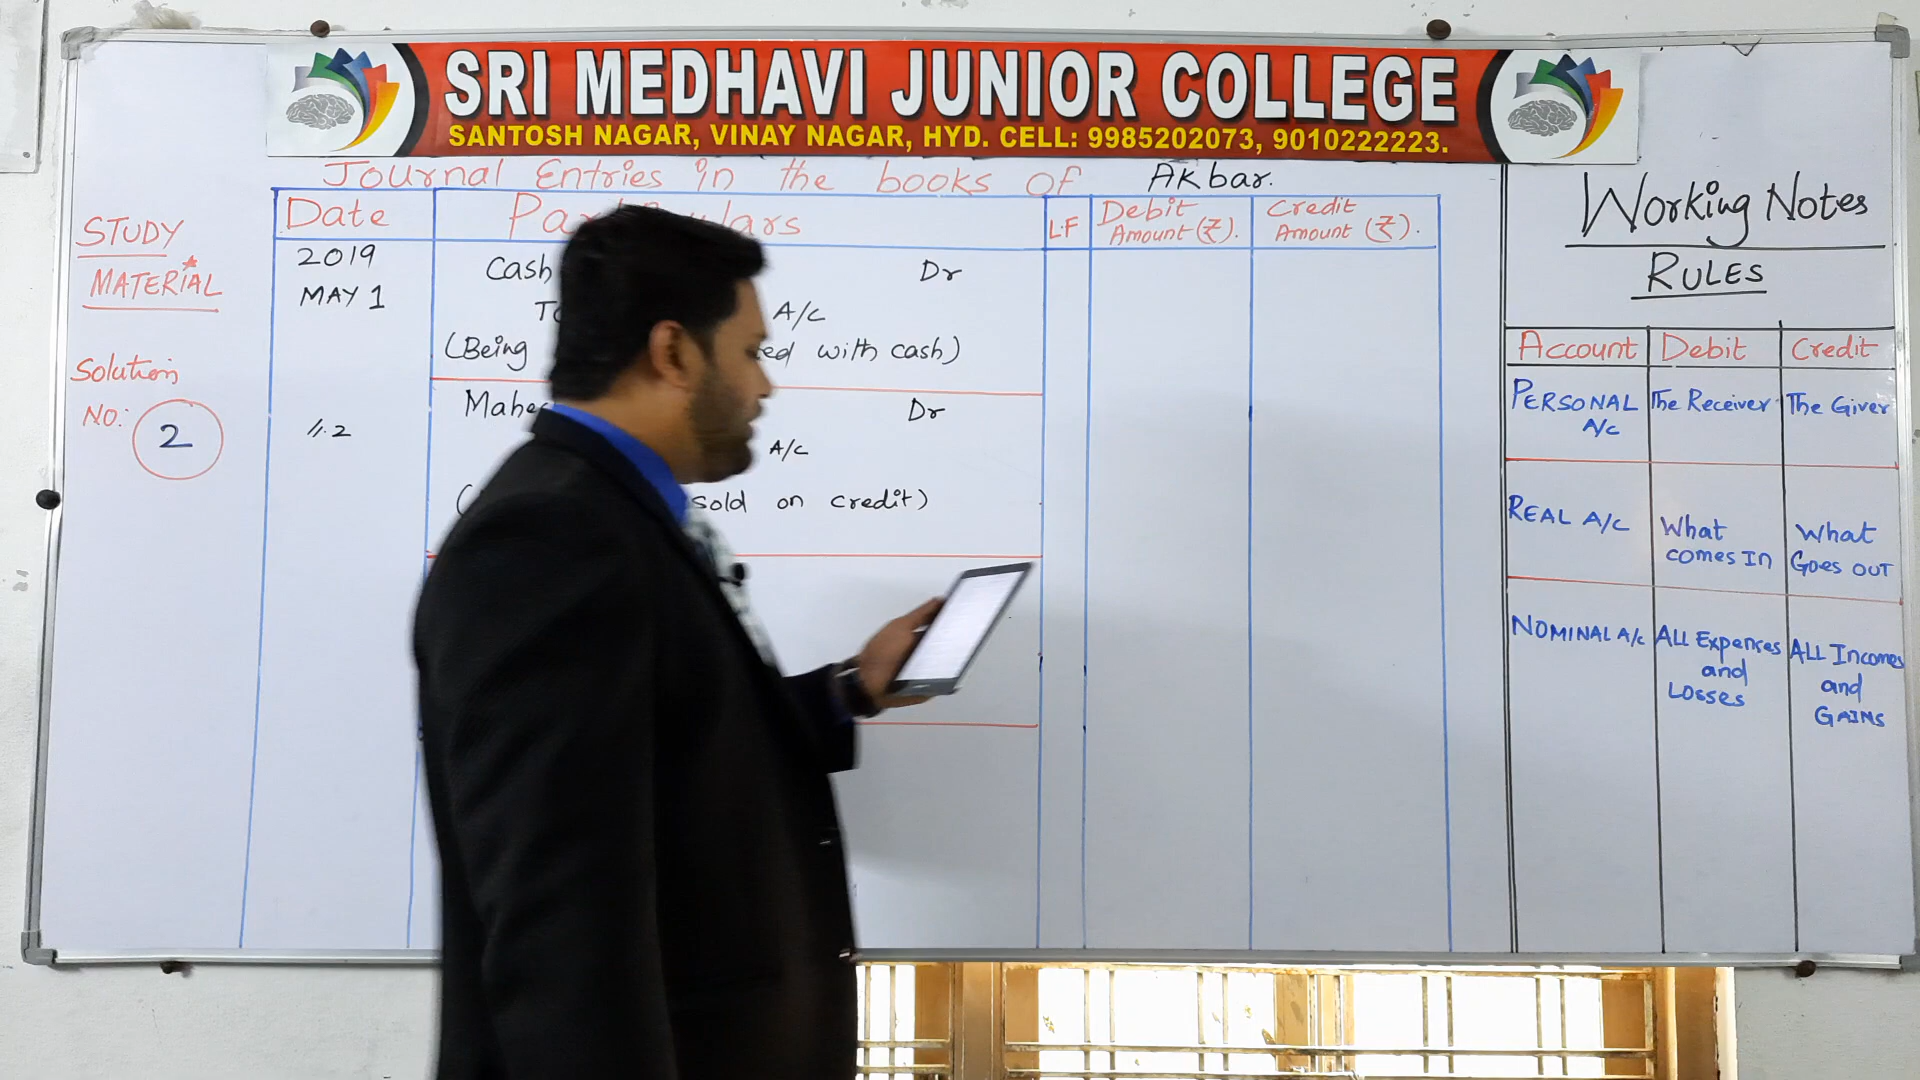 SRI MEDHAVI JUNIOR COLLEGE
SANTOSH NAGAR, VINAY NAGAR, HYD. CELL: 9985202073, 9010222223.
Journal Entries in the books of Akbar.
STUDY
MATERIAL
Solution
NO:
2
Date
LF
Debit
Amount (₹).
Credit
Amount (₹).
2019
MAY 1
Cash Dr
A/c
(Being with cash)
11.2
Dr
A/c
sold on credit)
Working Notes
RULES
Account Debit Credit
PERSONAL A/c The Receiver The Giver
REAL A/c What comes In What Goes OUT
NOMINAL A/c ALL Expenses and Losses ALL Incomes and GAINS